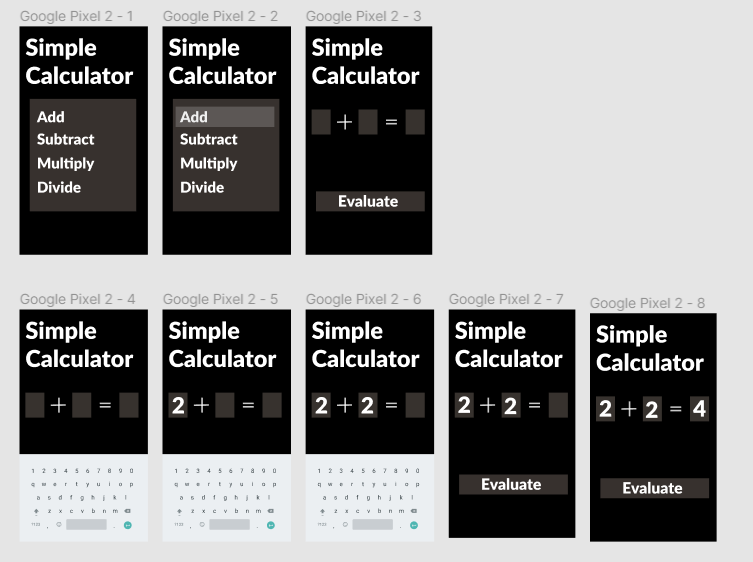 Google Pixel 2 - 1
Simple
Calculator
Add
Subtract
Multiply
Divide
Google Pixel 2 - 2
Simple
Calculator
Add
Subtract
Multiply
Divide
Google Pixel 2 - 3
Simple
Calculator
+ =
Evaluate
Google Pixel 2 - 4
Simple
Calculator
+ =
1 2 3 4 5 6 7 8 9 0
q w e r t y u i o p
a s d f g h j k l
z x c v b n m
, .
Google Pixel 2 - 5
Simple
Calculator
2 + =
1 2 3 4 5 6 7 8 9 0
q w e r t y u i o p
a s d f g h j k l
z x c v b n m
, .
Google Pixel 2 - 6
Simple
Calculator
2 + 2 =
1 2 3 4 5 6 7 8 9 0
q w e r t y u i o p
a s d f g h j k l
z x c v b n m
, .
Google Pixel 2 - 7
Simple
Calculator
2 + 2 =
Evaluate
Google Pixel 2 - 8
Simple
Calculator
2 + 2 = 4
Evaluate